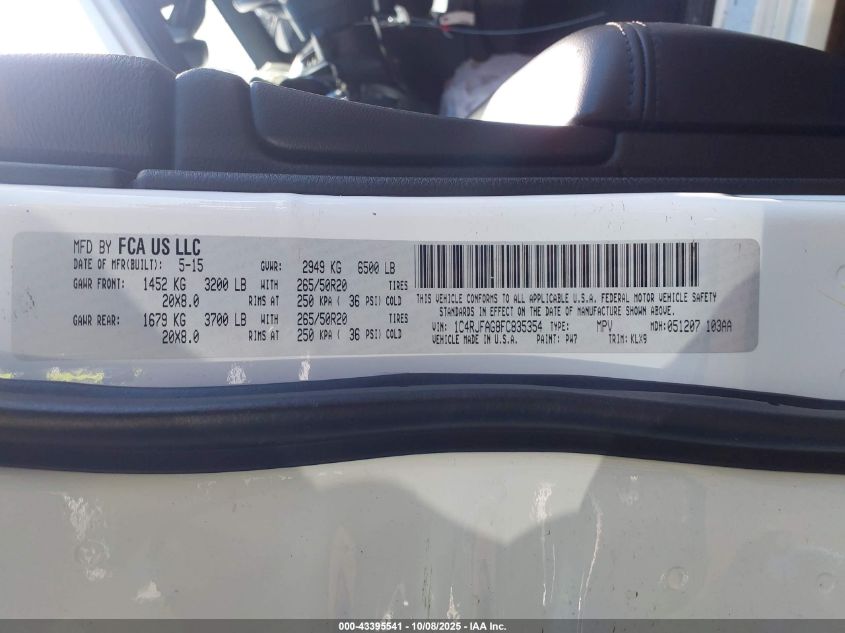 MFD BY FCA US LLC
DATE OF MFR(BUILT): 5-15 GVWR: 2949 KG 6500 LB
GAWR FRONT: 1452 KG 3200 LB WITH 265/50R20 TIRES
20X8.0 RIMS AT 250 KPA ( 36 PSI) COLD
GAWR REAR: 1679 KG 3700 LB WITH 265/50R20 TIRES
20X8.0 RIMS AT 250 KPA ( 36 PSI) COLD
THIS VEHICLE CONFORMS TO ALL APPLICABLE U.S.A. FEDERAL MOTOR VEHICLE SAFETY
STANDARDS IN EFFECT ON THE DATE OF MANUFACTURE SHOWN ABOVE.
VIN: 1C4RJFAG8FC835354 TYPE: MPV MDH: 051207 103AA
VEHICLE MADE IN U.S.A. PAINT: PW7 TRIM: KLX9
000-43395541 - 10/08/2025 - IAAI.COM